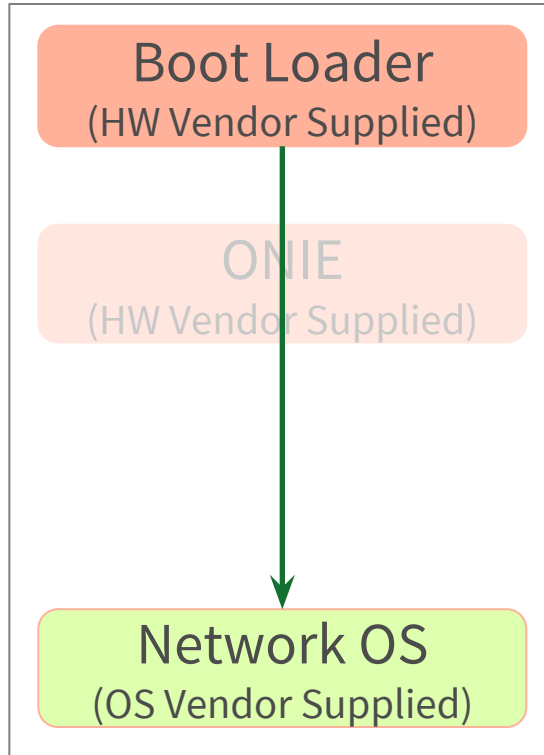 Boot Loader
(HW Vendor Supplied)
ONIE
(HW Vendor Supplied)
Network OS
(OS Vendor Supplied)